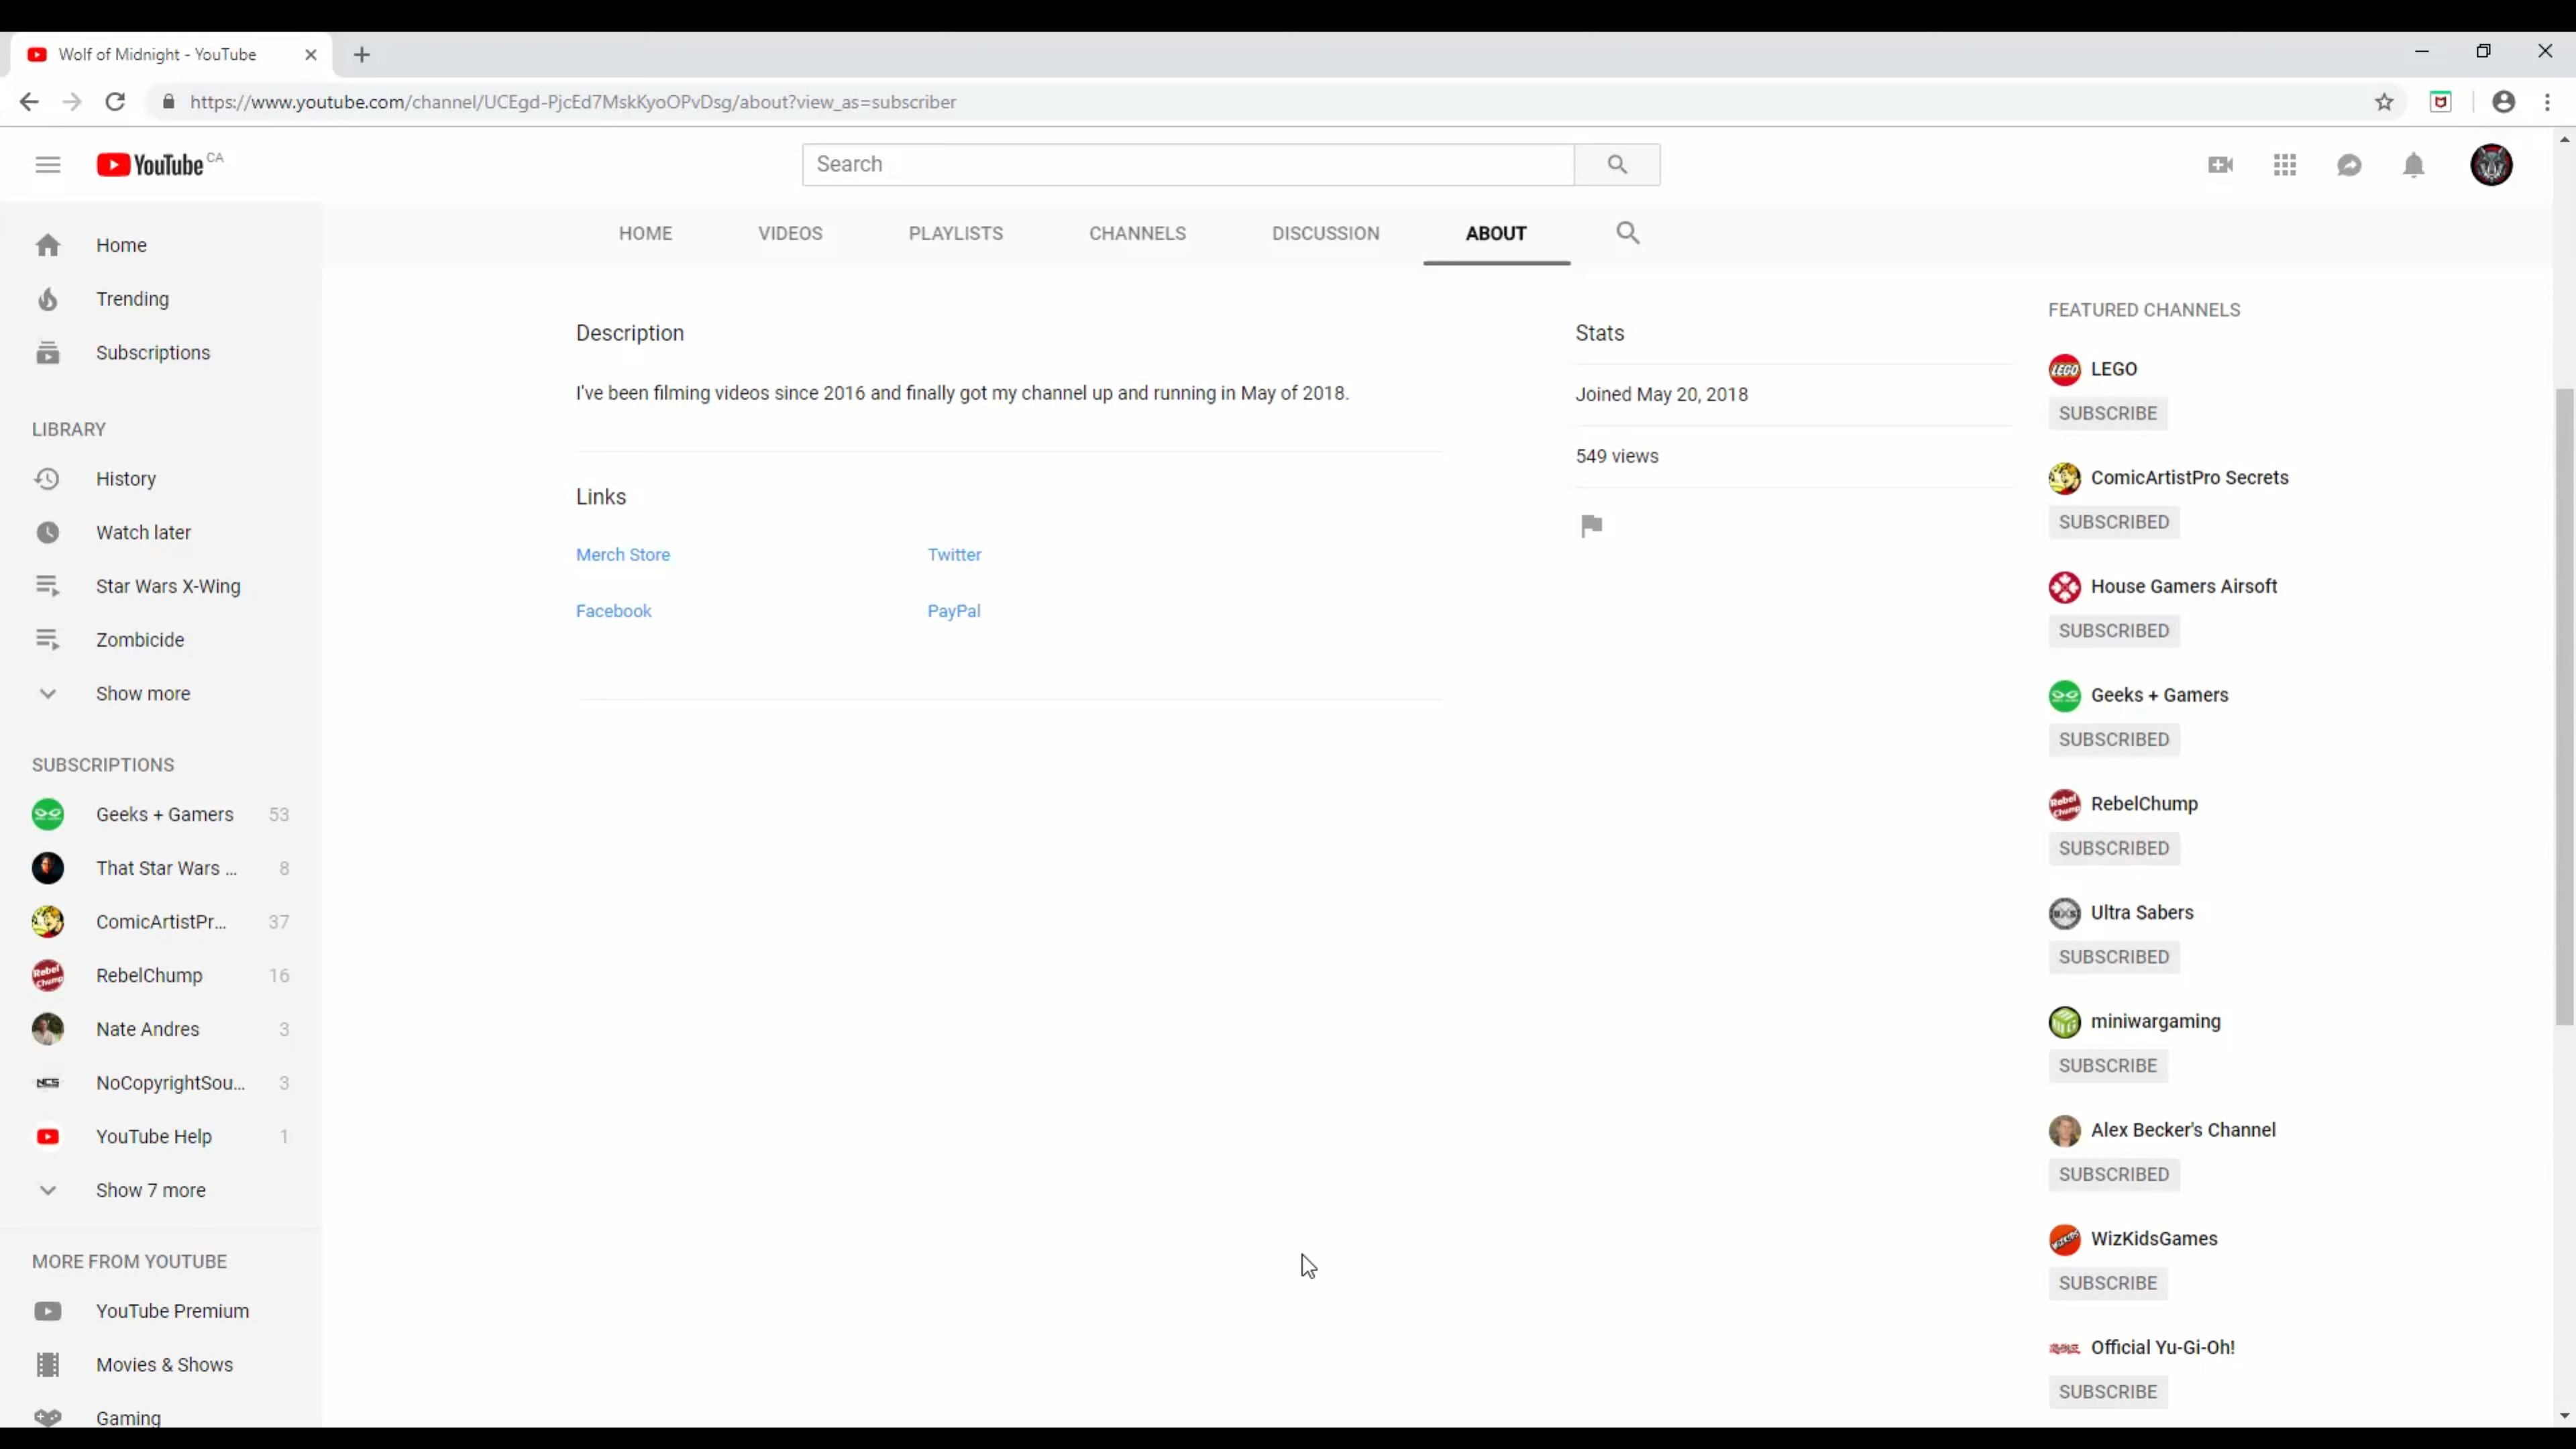 Wolf of Midnight - YouTube
https://www.youtube.com/channel/UCEgd-PjcEd7MskKyoOPvDsg/about?view_as=subscriber
YouTube CA
Search
Home
Trending
Subscriptions
LIBRARY
History
Watch later
Star Wars X-Wing
Zombicide
Show more
SUBSCRIPTIONS
Geeks + Gamers 53
That Star Wars ... 8
ComicArtistPr... 37
RebelChump 16
Nate Andres 3
NCS NoCopyrightSou... 3
YouTube Help 1
Show 7 more
MORE FROM YOUTUBE
YouTube Premium
Movies & Shows
Gaming
HOME VIDEOS PLAYLISTS CHANNELS DISCUSSION ABOUT
Description
I've been filming videos since 2016 and finally got my channel up and running in May of 2018.
Links
Merch Store Twitter
Facebook PayPal
Stats
Joined May 20, 2018
549 views
FEATURED CHANNELS
LEGO LEGO
SUBSCRIBE
ComicArtistPro Secrets
SUBSCRIBED
House Gamers Airsoft
SUBSCRIBED
Geeks + Gamers
SUBSCRIBED
Rebel Chump RebelChump
SUBSCRIBED
Ultra Sabers
SUBSCRIBED
miniwargaming
SUBSCRIBE
Alex Becker's Channel
SUBSCRIBED
WizKidsGames
SUBSCRIBE
Official Yu-Gi-Oh!
SUBSCRIBE